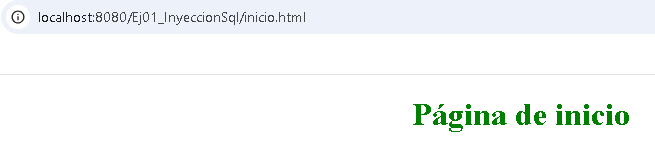 localhost:8080/Ej01_InyeccionSql/inicio.html
Página de inicio